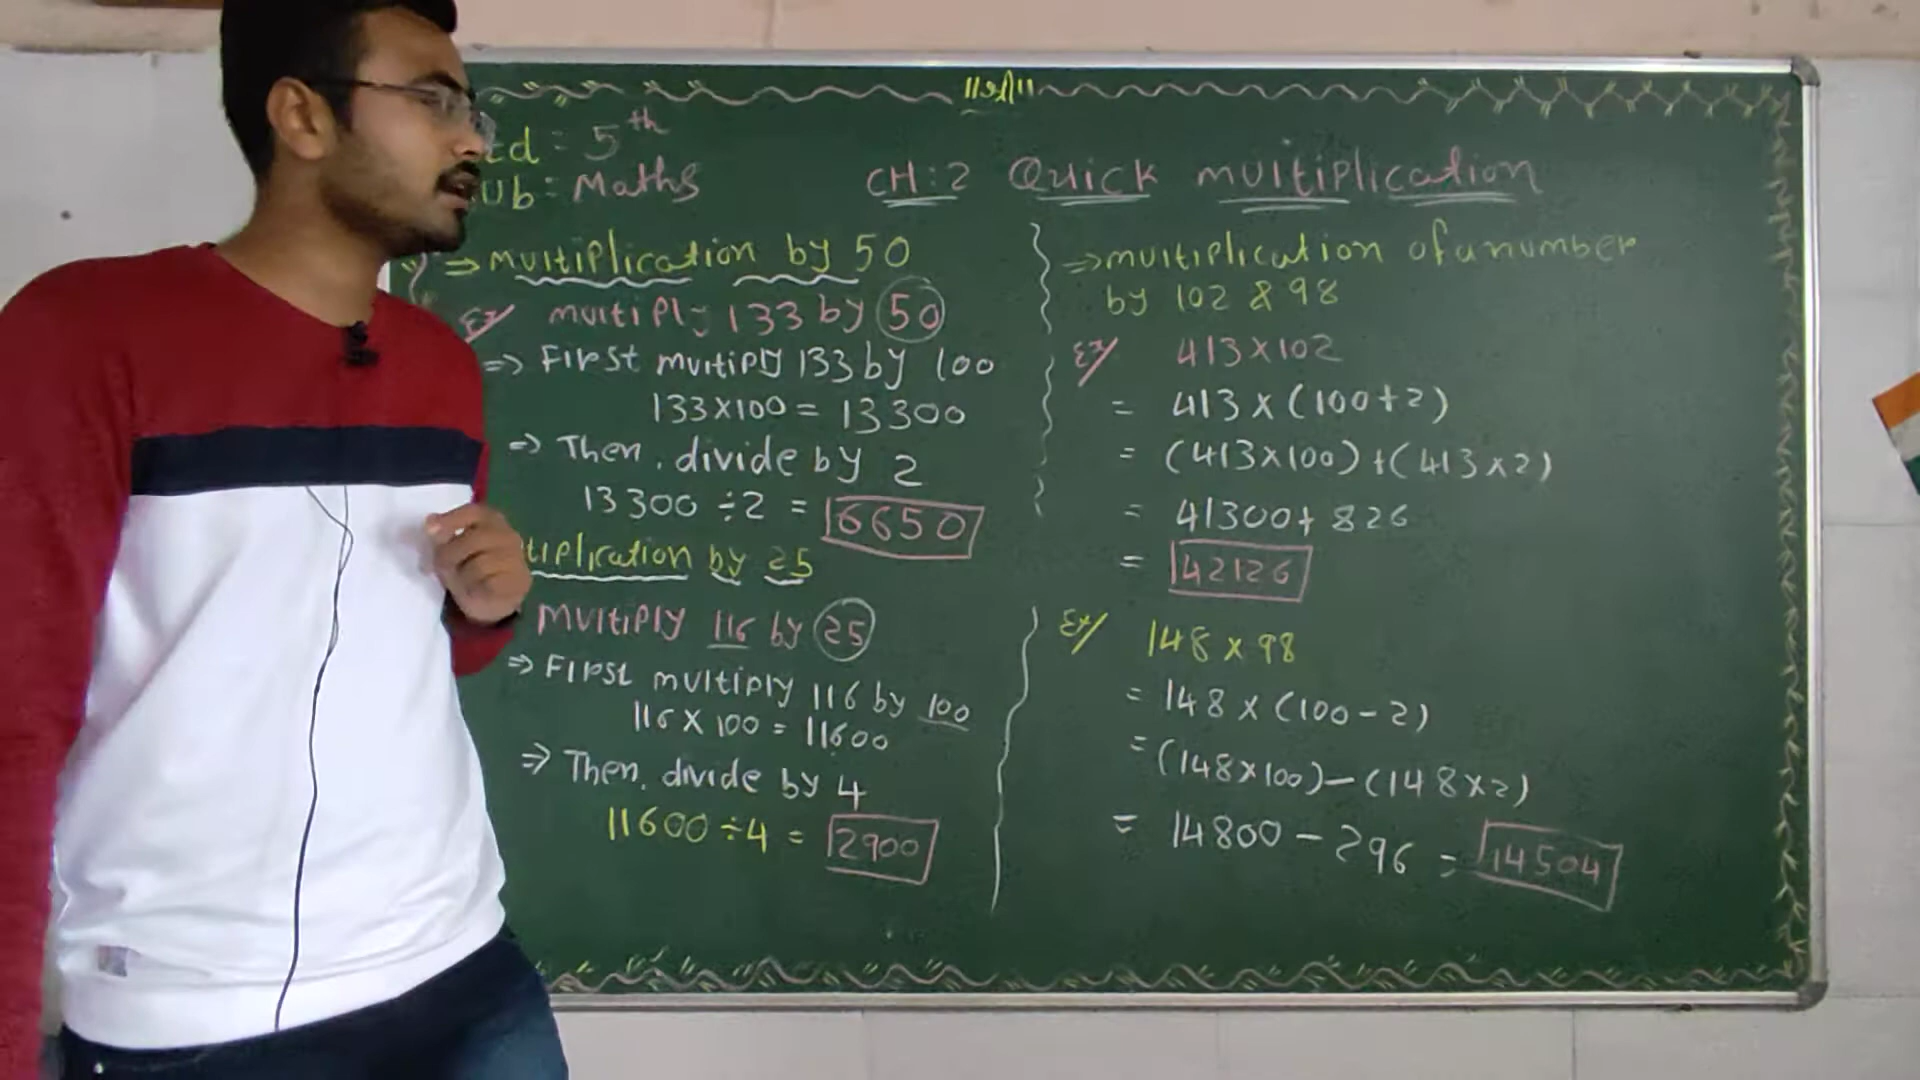 ॥શ્રી॥
td : 5th
ub : Maths
CH:2 Quick multiplication
⇒ multiplication by 50
Ex/ multiply 133 by 50
⇒ First multiply 133 by 100
133×100 = 13300
⇒ Then, divide by 2
13300 ÷2 = 6650
tiplication by 25
Multiply 116 by 25
⇒ First multiply 116 by 100
116 × 100 = 11600
⇒ Then, divide by 4
11600 ÷4 = 2900
⇒ multiplication of a number
by 102 & 98
Ex/ 413×102
= 413 × (100+2)
= (413×100)+(413×2)
= 41300+ 826
= 42126
Ex/ 148 × 98
= 148 × (100-2)
= (148×100)-(148×2)
= 14800 - 296 = 14504